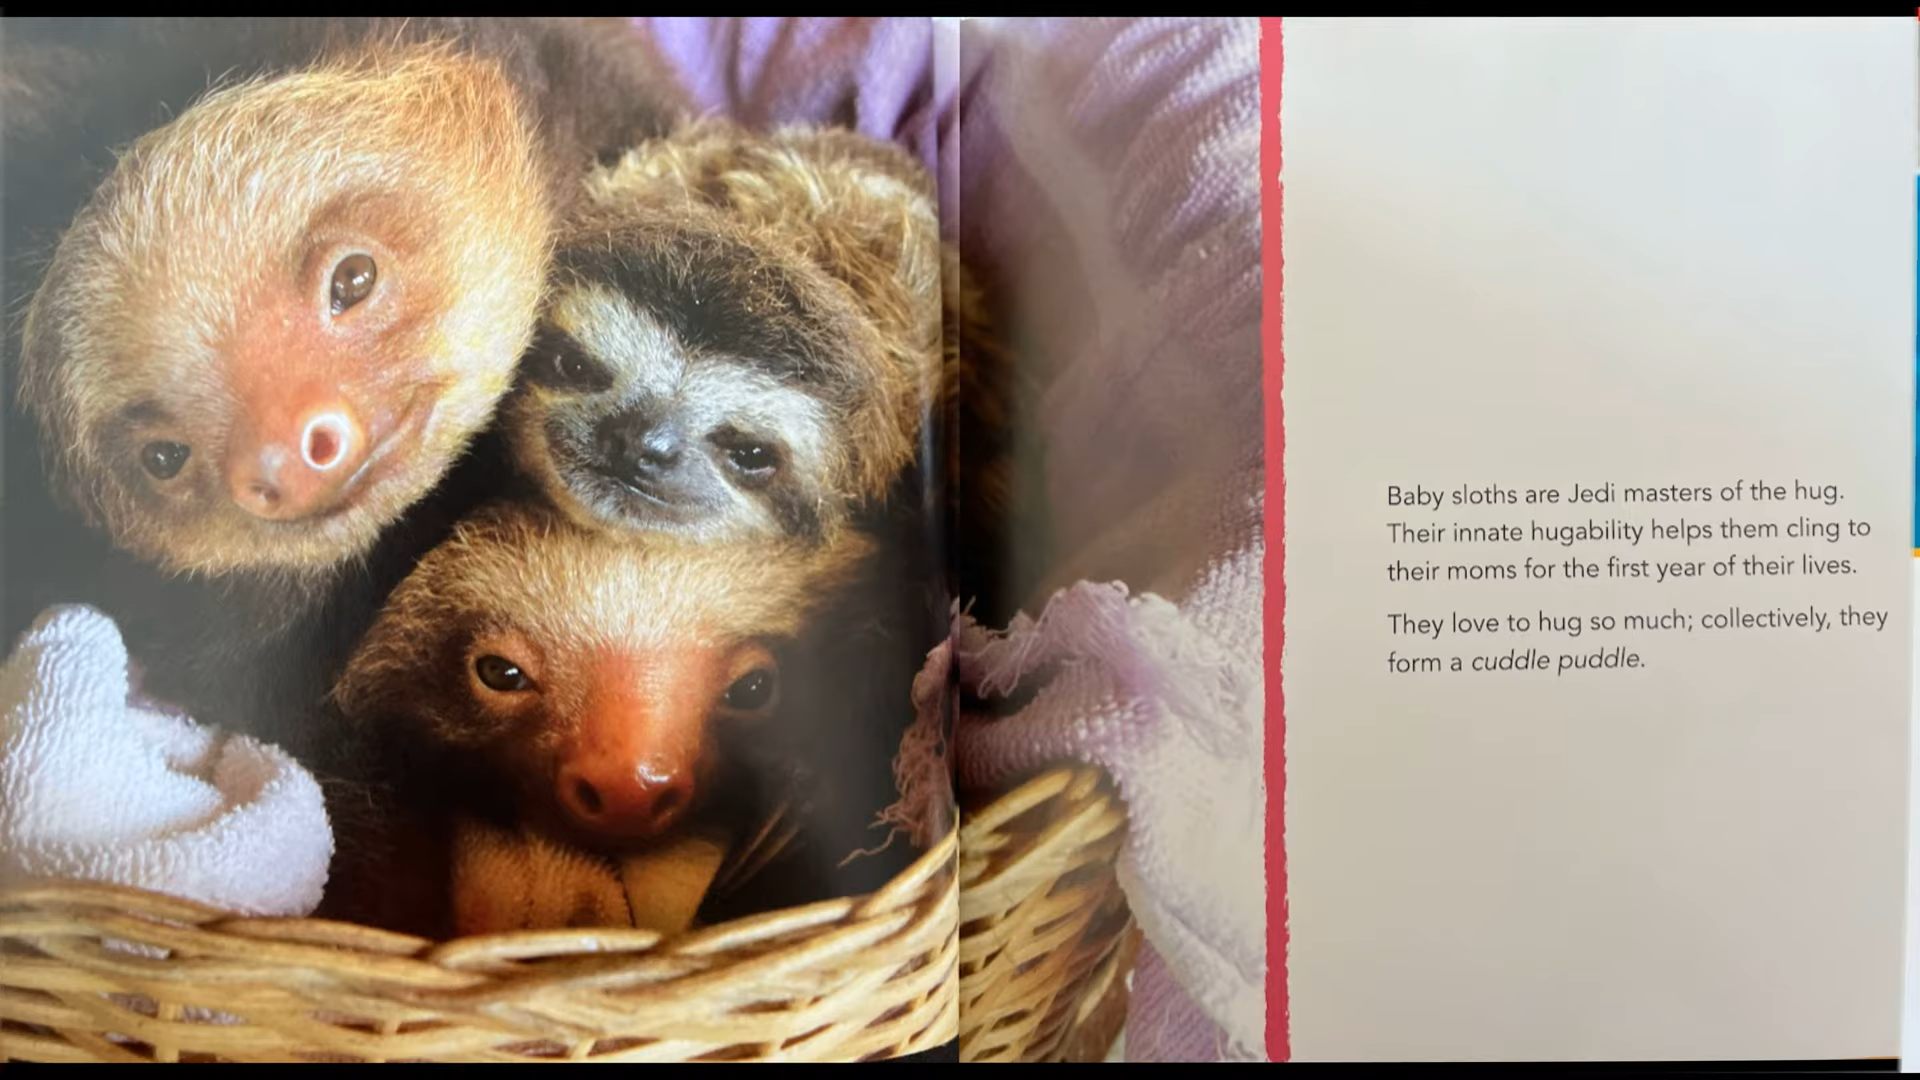 Baby sloths are Jedi masters of the hug.
Their innate hugability helps them cling to
their moms for the first year of their lives.
They love to hug so much; collectively, they
form a cuddle puddle.